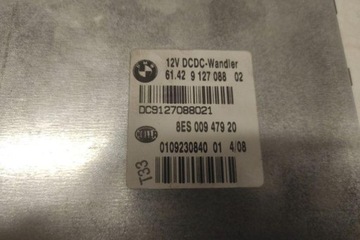 12V DCDC-Wandler
61.42 9 127 088 02
DC9127088021
8ES 009 479 20
HELLA
0109230840 01 4/08
T33